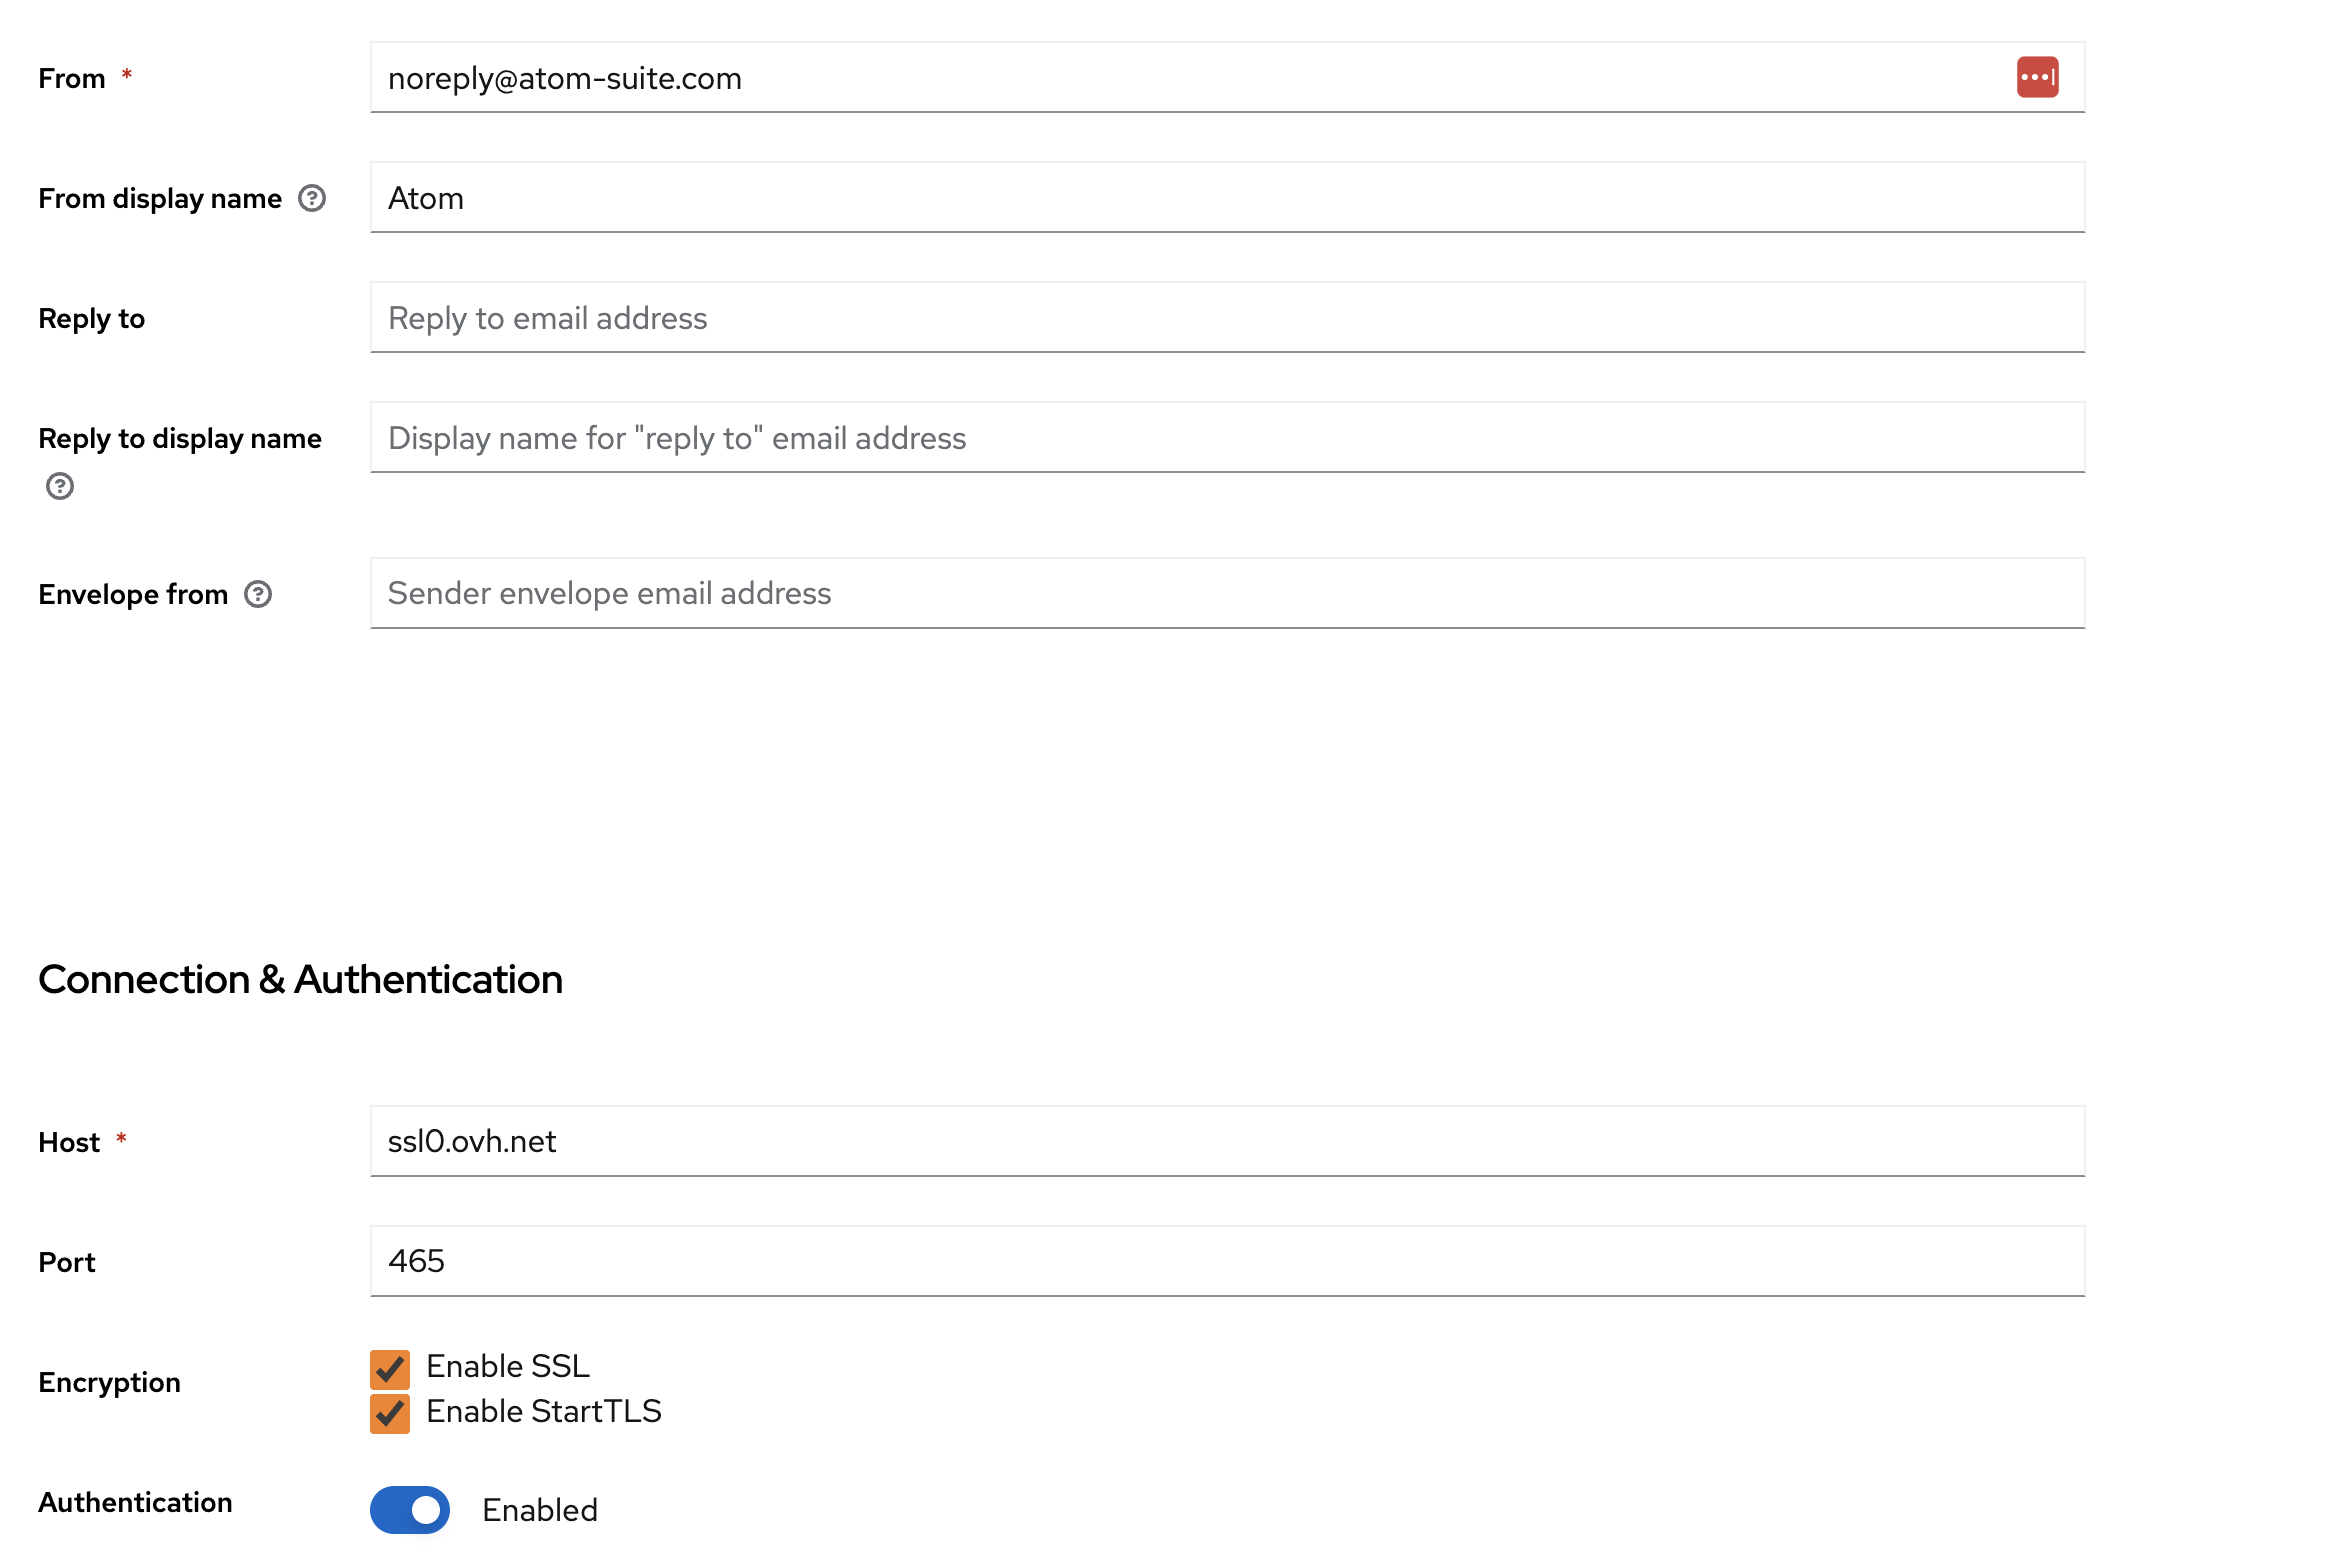 From *
noreply@atom-suite.com
From display name
Atom
Reply to
Reply to email address
Reply to display name
Display name for "reply to" email address
Envelope from
Sender envelope email address
Connection & Authentication
Host *
ssl0.ovh.net
Port
465
Encryption
Enable SSL
Enable StartTLS
Authentication
Enabled